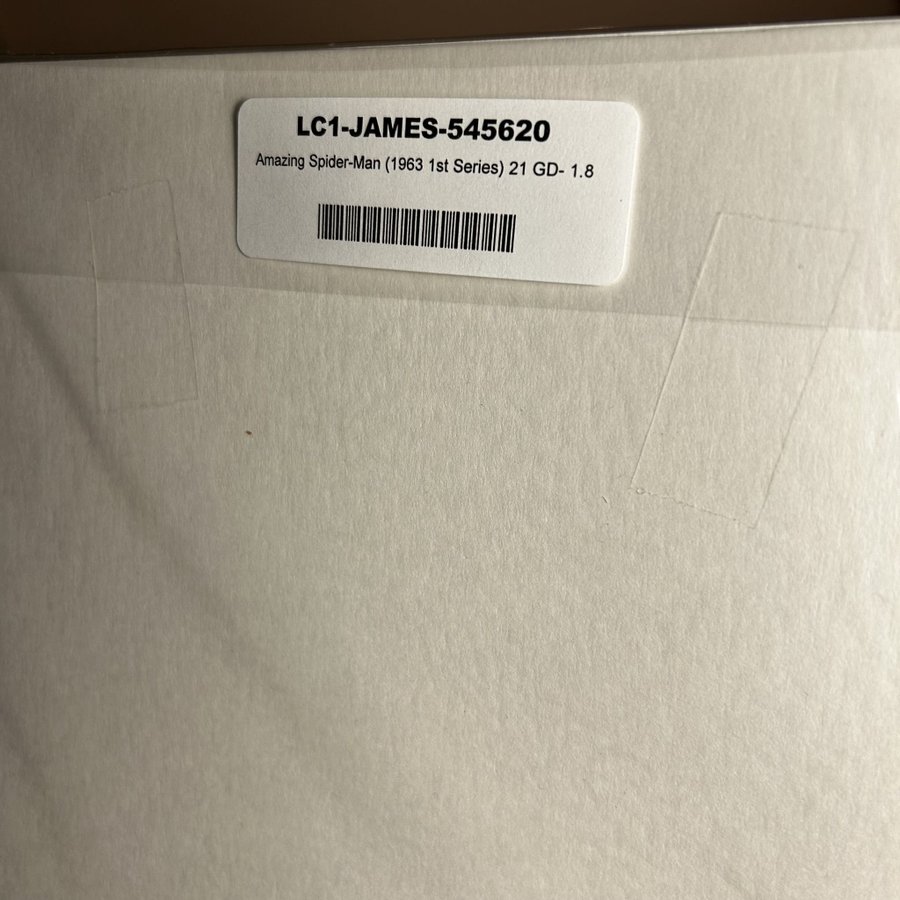 LC1-JAMES-545620
Amazing Spider-Man (1963 1st Series) 21 GD- 1.8